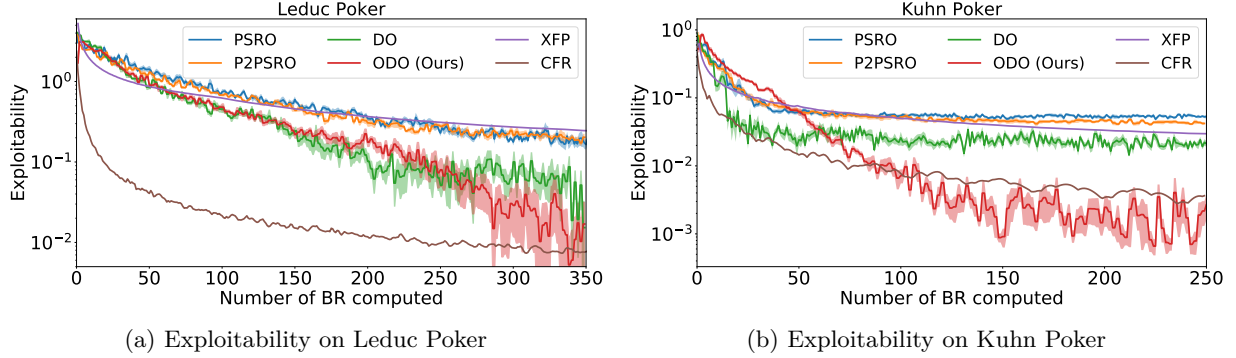 Leduc Poker
PSRO DO XFP
P2PSRO ODO (Ours) CFR
10^0
10^-1
10^-2
Exploitability
0 50 100 150 200 250 300 350
Number of BR computed
(a) Exploitability on Leduc Poker
Kuhn Poker
PSRO DO XFP
P2PSRO ODO (Ours) CFR
10^0
10^-1
10^-2
10^-3
Exploitability
0 50 100 150 200 250
Number of BR computed
(b) Exploitability on Kuhn Poker